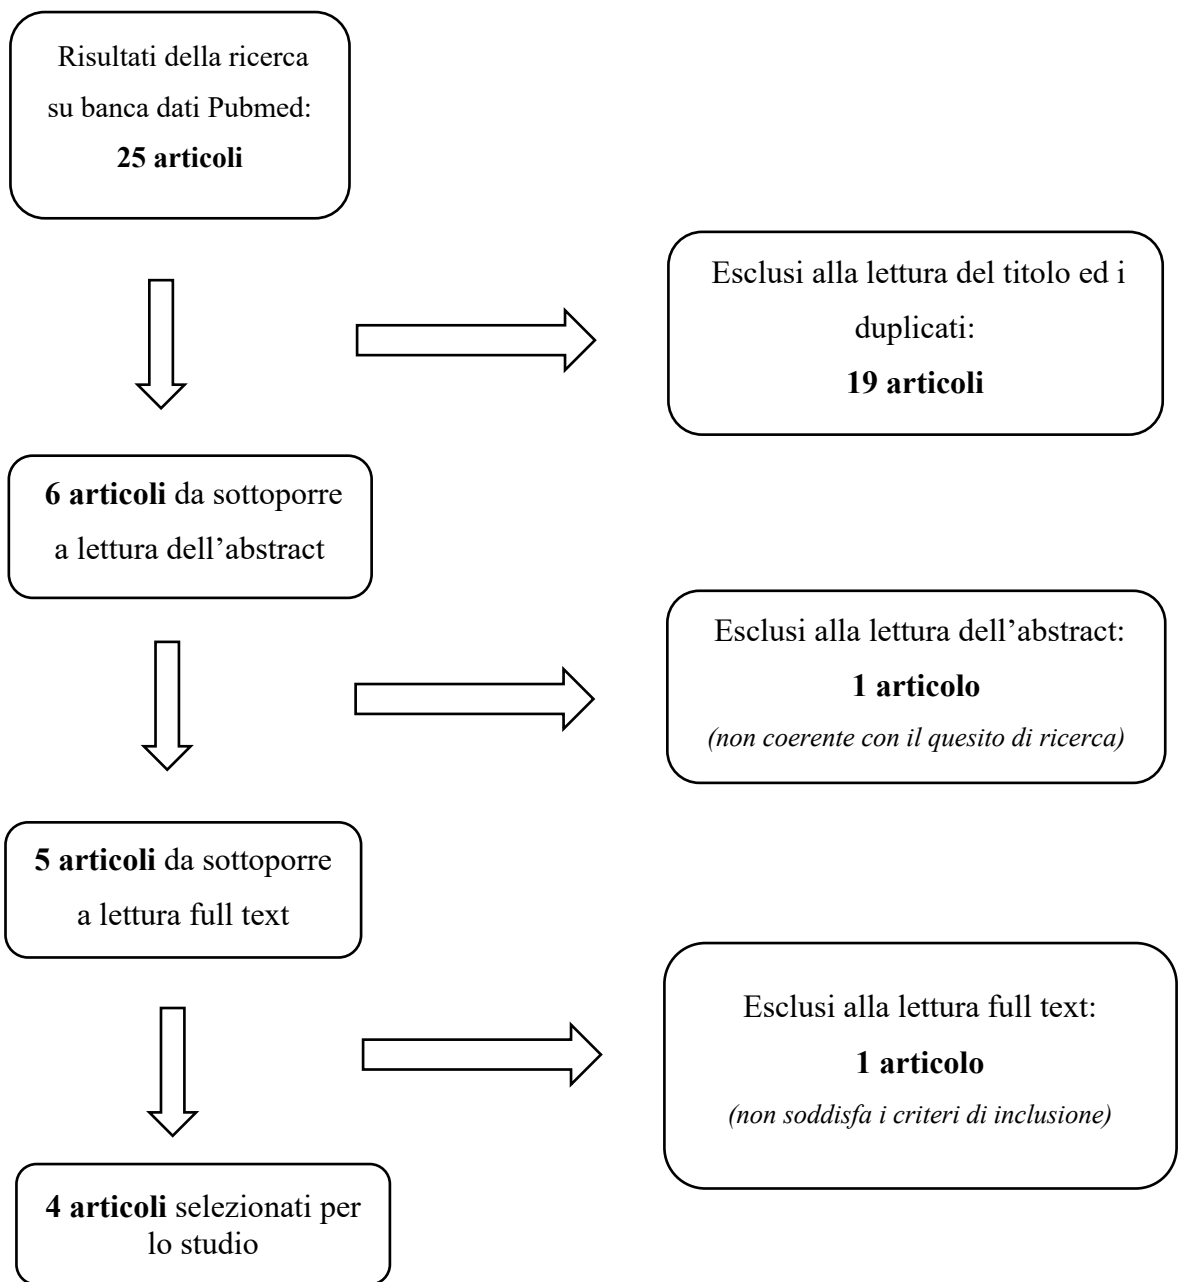 Risultati della ricerca
su banca dati Pubmed:
25 articoli
Esclusi alla lettura del titolo ed i
duplicati:
19 articoli
6 articoli da sottoporre
a lettura dell’abstract
Esclusi alla lettura dell’abstract:
1 articolo
(non coerente con il quesito di ricerca)
5 articoli da sottoporre
a lettura full text
Esclusi alla lettura full text:
1 articolo
(non soddisfa i criteri di inclusione)
4 articoli selezionati per
lo studio